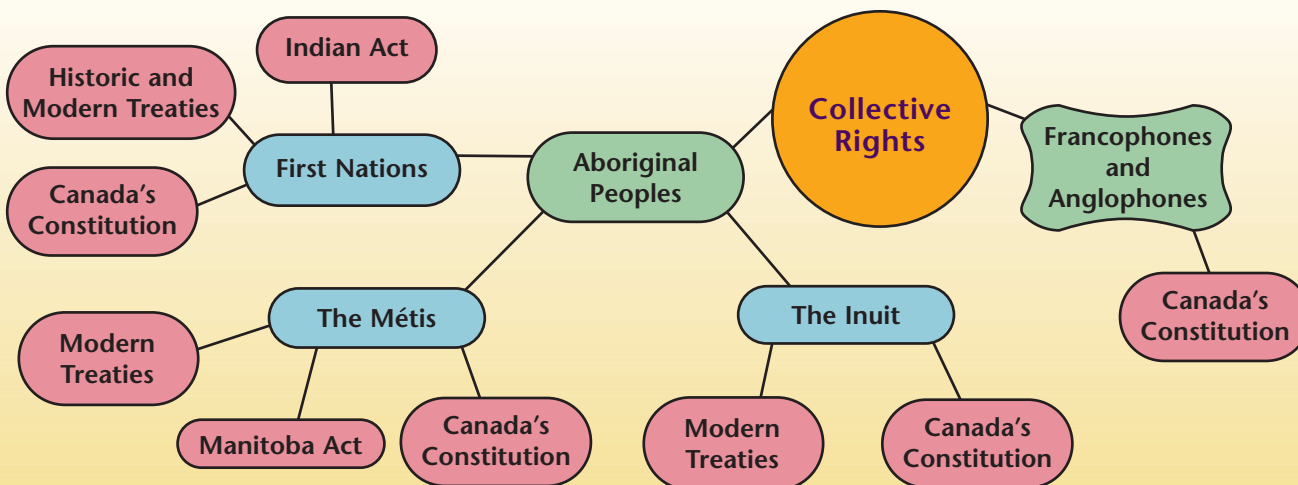 Collective
Rights
Aboriginal
Peoples
Francophones
and
Anglophones
Canada's
Constitution
First Nations
Indian Act
Historic and
Modern Treaties
Canada's
Constitution
The Métis
Modern
Treaties
Manitoba Act
Canada's
Constitution
The Inuit
Modern
Treaties
Canada's
Constitution